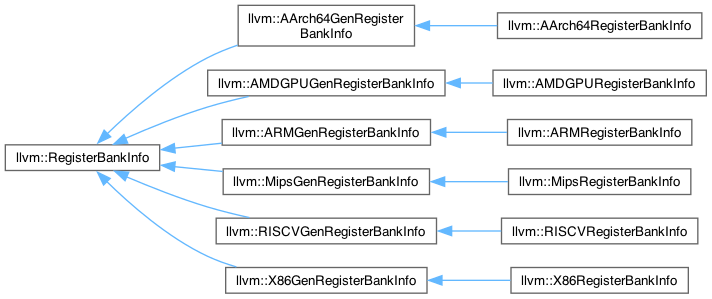 llvm::AArch64GenRegister
BankInfo
llvm::AArch64RegisterBankInfo
llvm::AMDGPUGenRegisterBankInfo
llvm::AMDGPURegisterBankInfo
llvm::ARMGenRegisterBankInfo
llvm::ARMRegisterBankInfo
llvm::RegisterBankInfo
llvm::MipsGenRegisterBankInfo
llvm::MipsRegisterBankInfo
llvm::RISCVGenRegisterBankInfo
llvm::RISCVRegisterBankInfo
llvm::X86GenRegisterBankInfo
llvm::X86RegisterBankInfo